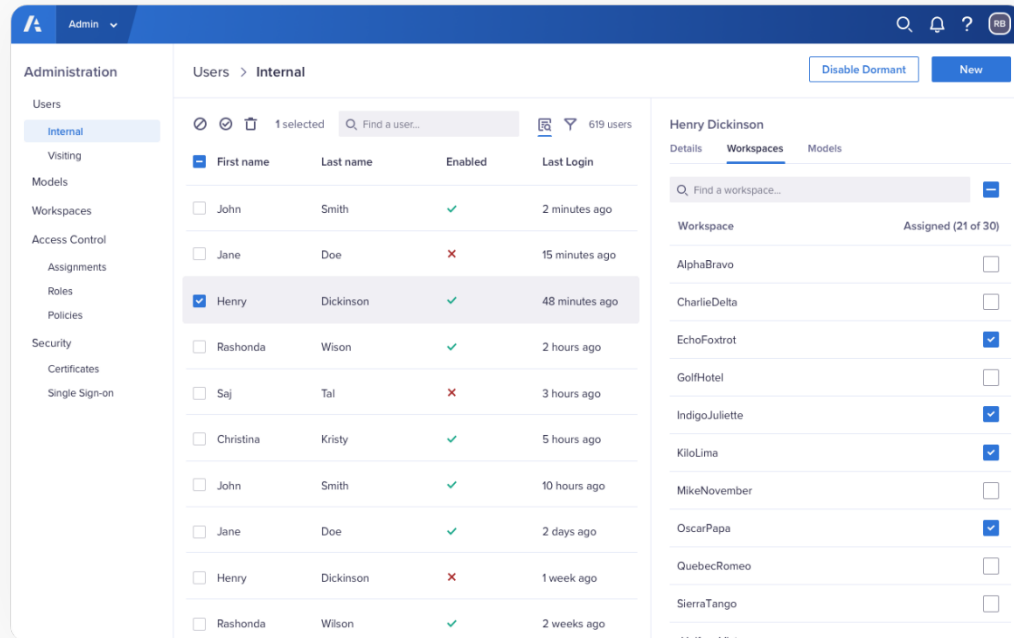 Admin
RB
Administration
Users
Internal
Visiting
Models
Workspaces
Access Control
Assignments
Roles
Policies
Security
Certificates
Single Sign-on
Users > Internal
Disable Dormant
New
1 selected
Find a user...
619 users
First name Last name Enabled Last Login
John Smith 2 minutes ago
Jane Doe 15 minutes ago
Henry Dickinson 48 minutes ago
Rashonda Wison 2 hours ago
Saj Tal 3 hours ago
Christina Kristy 5 hours ago
John Smith 10 hours ago
Jane Doe 2 days ago
Henry Dickinson 1 week ago
Rashonda Wilson 2 weeks ago
Henry Dickinson
Details Workspaces Models
Find a workspace...
Workspace Assigned (21 of 30)
AlphaBravo
CharlieDelta
EchoFoxtrot
GolfHotel
IndigoJuliette
KiloLima
MikeNovember
OscarPapa
QuebecRomeo
SierraTango